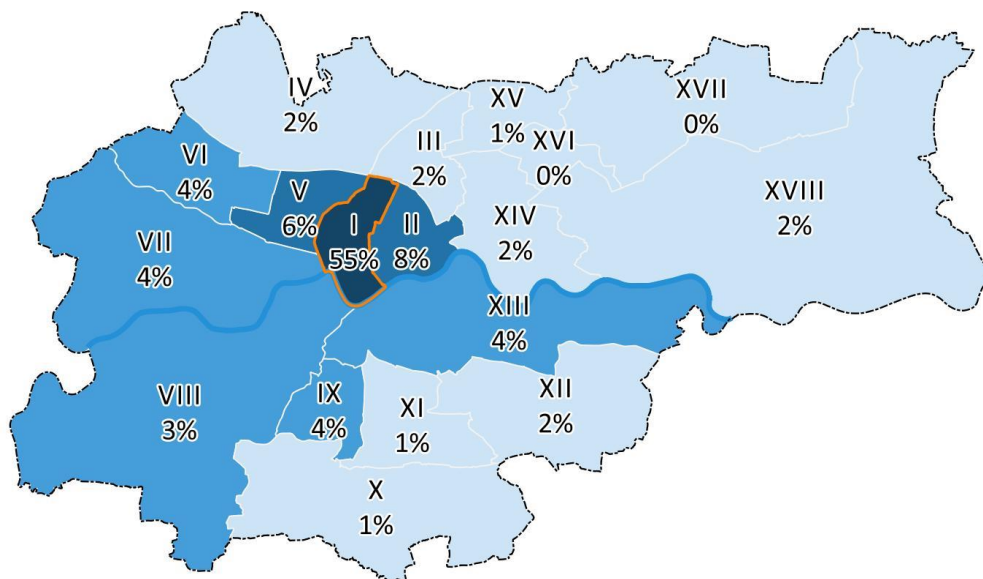 IV
2%
XV
1%
XVII
0%
III
2%
XVI
0%
VI
4%
V
6%
I
55%
II
8%
XIV
2%
XVIII
2%
VII
4%
XIII
4%
VIII
3%
IX
4%
XI
1%
XII
2%
X
1%